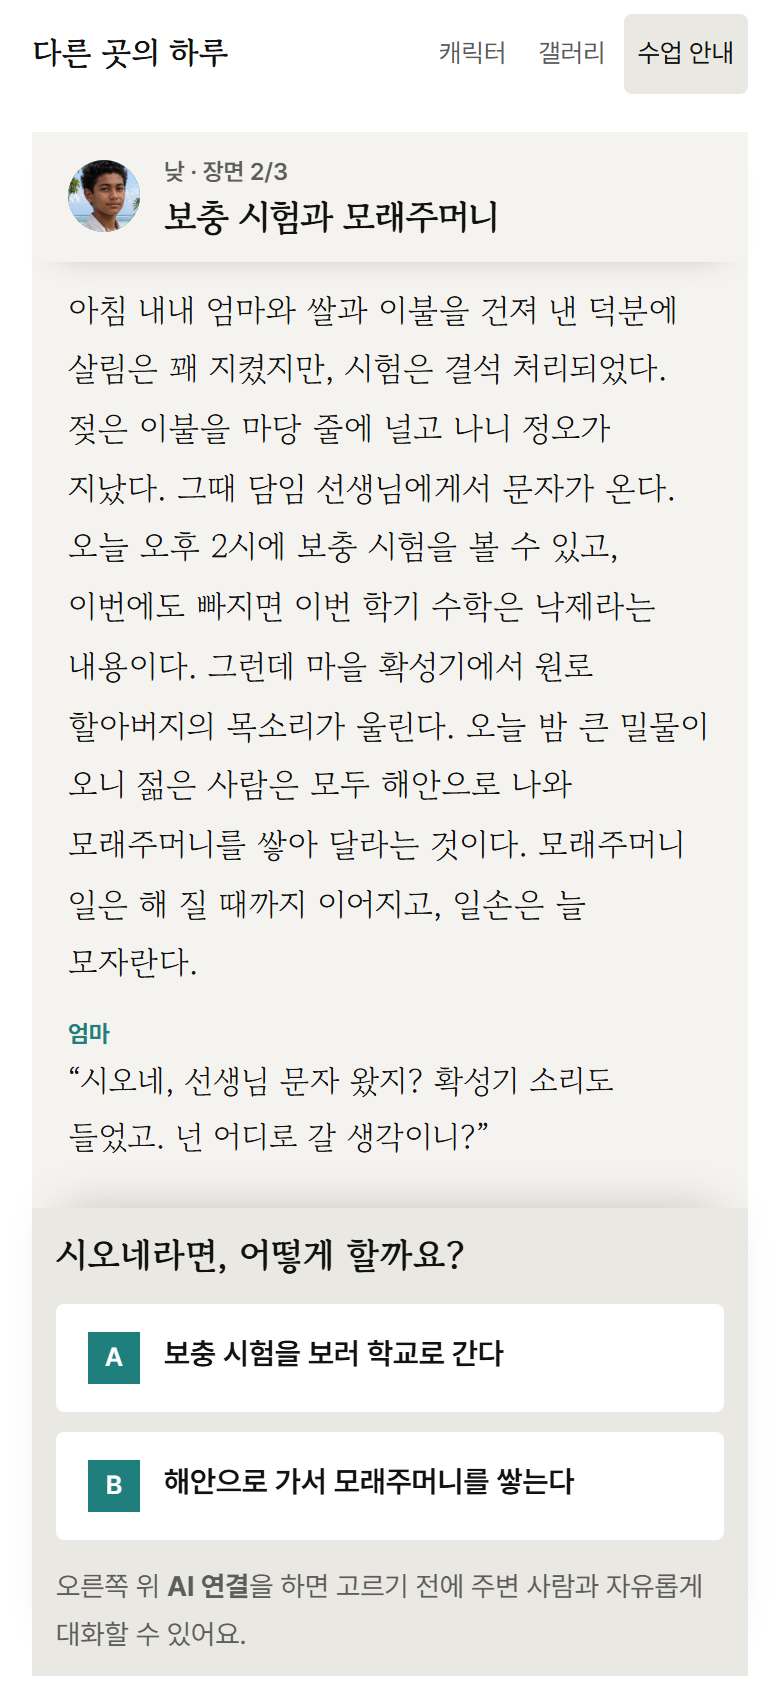 다른 곳의 하루
캐릭터
갤러리
수업 안내
낮 · 장면 2/3
보충 시험과 모래주머니
아침 내내 엄마와 쌀과 이불을 건져 낸 덕분에
살림은 꽤 지켰지만, 시험은 결석 처리되었다.
젖은 이불을 마당 줄에 널고 나니 정오가
지났다. 그때 담임 선생님에게서 문자가 온다.
오늘 오후 2시에 보충 시험을 볼 수 있고,
이번에도 빠지면 이번 학기 수학은 낙제라는
내용이다. 그런데 마을 확성기에서 원로
할아버지의 목소리가 울린다. 오늘 밤 큰 밀물이
오니 젊은 사람은 모두 해안으로 나와
모래주머니를 쌓아 달라는 것이다. 모래주머니
일은 해 질 때까지 이어지고, 일손은 늘
모자란다.
엄마
“시오네, 선생님 문자 왔지? 확성기 소리도
들었고. 넌 어디로 갈 생각이니?”
시오네라면, 어떻게 할까요?
A 보충 시험을 보러 학교로 간다
B 해안으로 가서 모래주머니를 쌓는다
오른쪽 위 AI 연결을 하면 고르기 전에 주변 사람과 자유롭게
대화할 수 있어요.